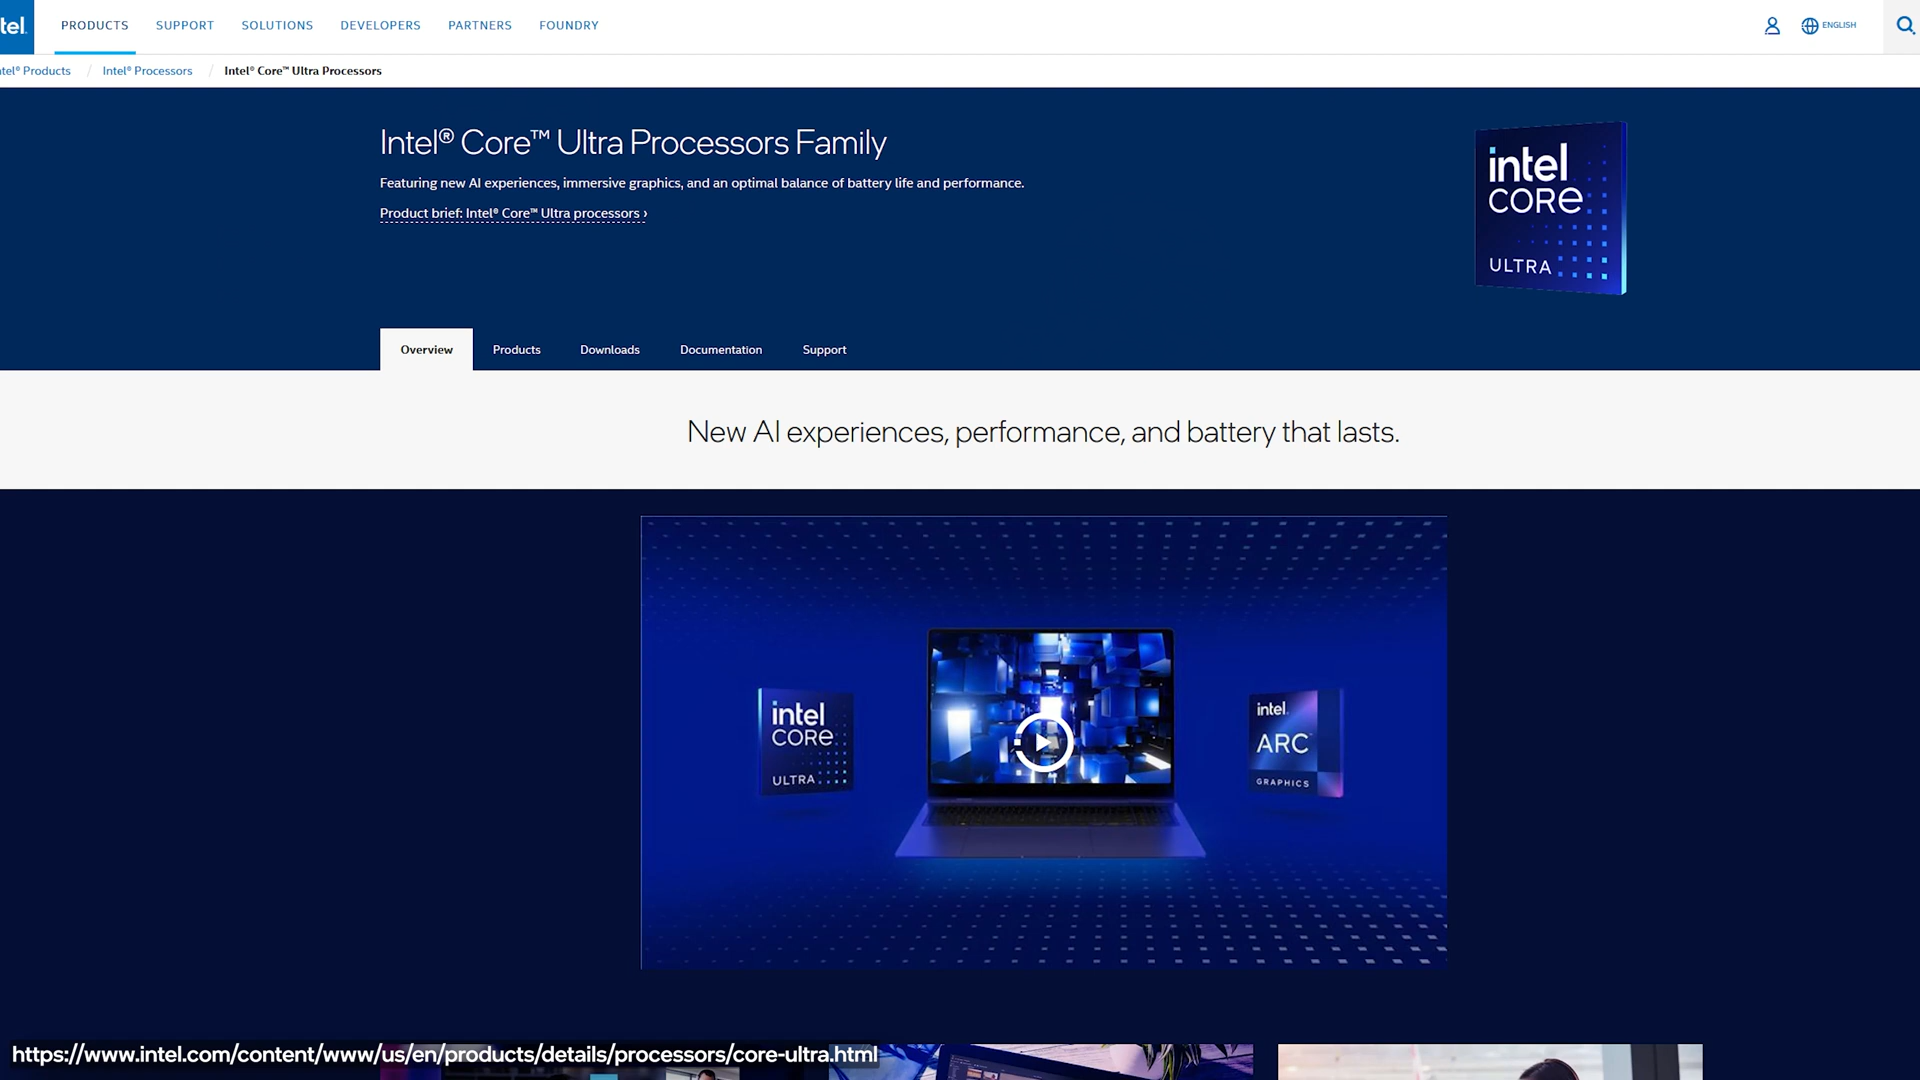 tel.
PRODUCTS SUPPORT SOLUTIONS DEVELOPERS PARTNERS FOUNDRY ENGLISH
tel® Products / Intel® Processors / Intel® Core™ Ultra Processors
Intel® Core™ Ultra Processors Family
Featuring new AI experiences, immersive graphics, and an optimal balance of battery life and performance.
Product brief: Intel® Core™ Ultra processors ›
intel
CORE
ULTRA
Overview Products Downloads Documentation Support
New AI experiences, performance, and battery that lasts.
intel
CORE
ULTRA
intel.
ARC
GRAPHICS
https://www.intel.com/content/www/us/en/products/details/processors/core-ultra.html